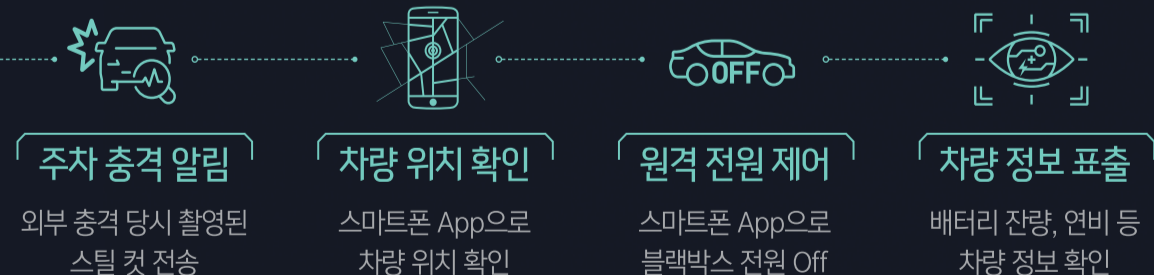 OFF
주차 충격 알림
외부 충격 당시 촬영된
스틸 컷 전송
차량 위치 확인
스마트폰 App으로
차량 위치 확인
원격 전원 제어
스마트폰 App으로
블랙박스 전원 Off
차량 정보 표출
배터리 잔량, 연비 등
차량 정보 확인